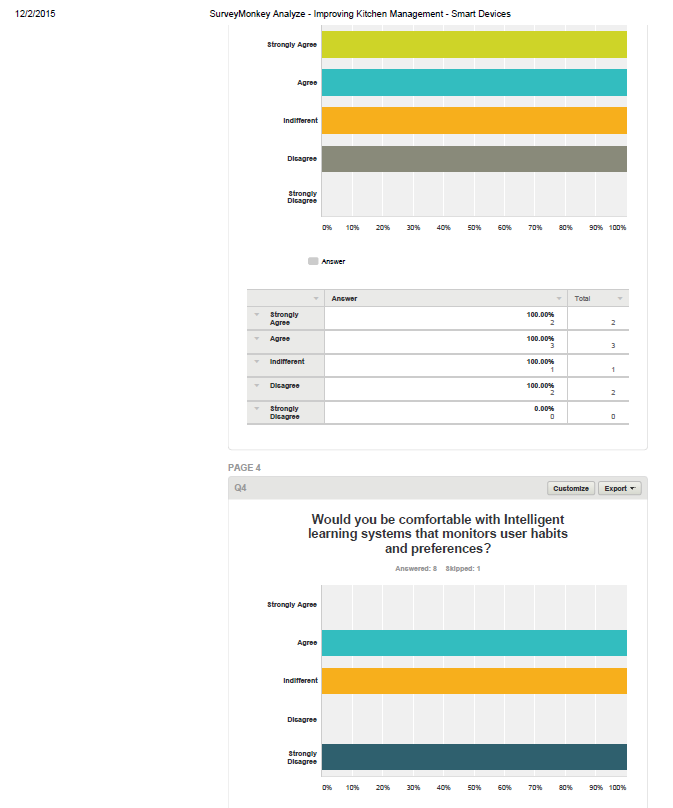 12/2/2015 SurveyMonkey Analyze - Improving Kitchen Management - Smart Devices
Strongly Agree
Agree
Indifferent
Disagree
Strongly
Disagree
0% 10% 20% 30% 40% 50% 60% 70% 80% 90% 100%
Answer
Answer Total
Strongly
Agree
100.00%
2 2
Agree 100.00%
3 3
Indifferent 100.00%
1 1
Disagree 100.00%
2 2
Strongly
Disagree
0.00%
0 0
PAGE 4
Q4 Customize Export
Would you be comfortable with Intelligent
learning systems that monitors user habits
and preferences?
Answered: 8 Skipped: 1
Strongly Agree
Agree
Indifferent
Disagree
Strongly
Disagree
0% 10% 20% 30% 40% 50% 60% 70% 80% 90% 100%